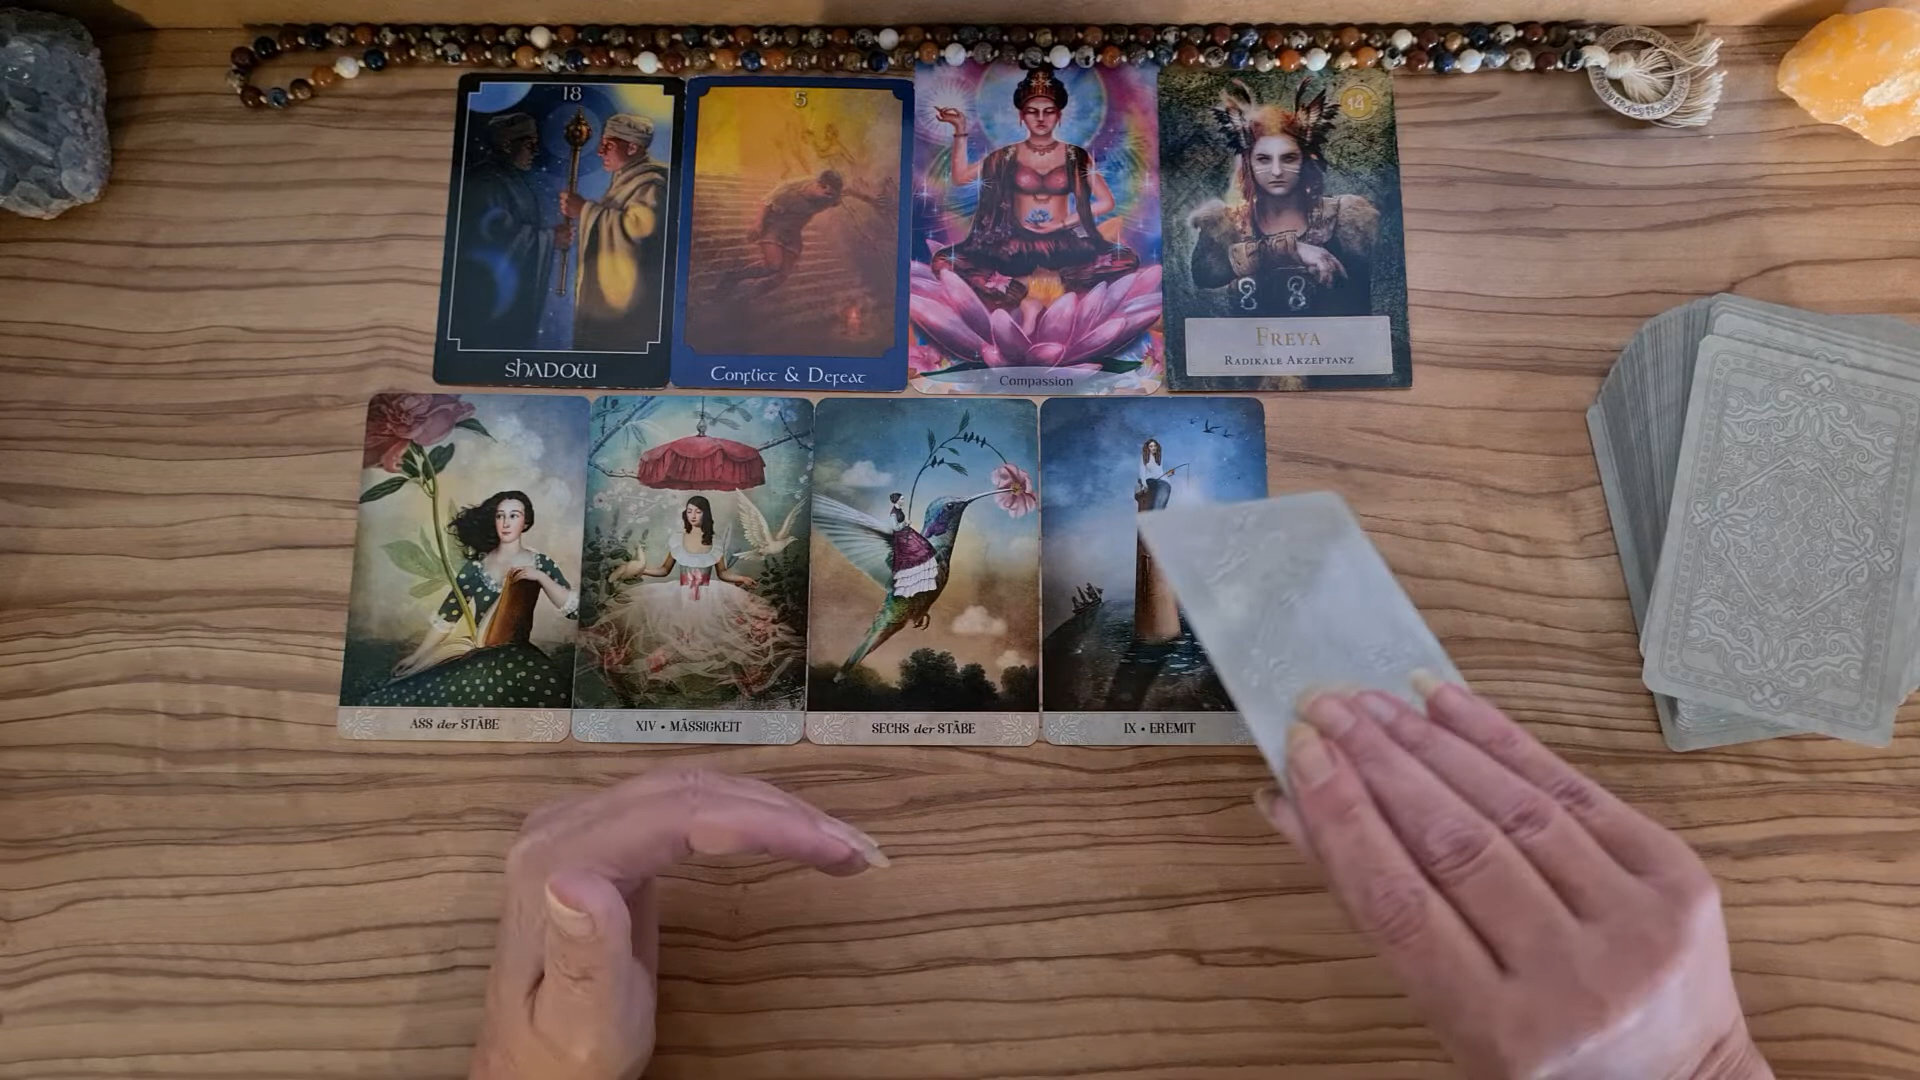 18
SHADOW
5
Conflict & Defeat
Compassion
14
FREYA
RADIKALE AKZEPTANZ
ASS der STÄBE
XIV • MÄSSIGKEIT
SECHS der STÄBE
IX • EREMIT